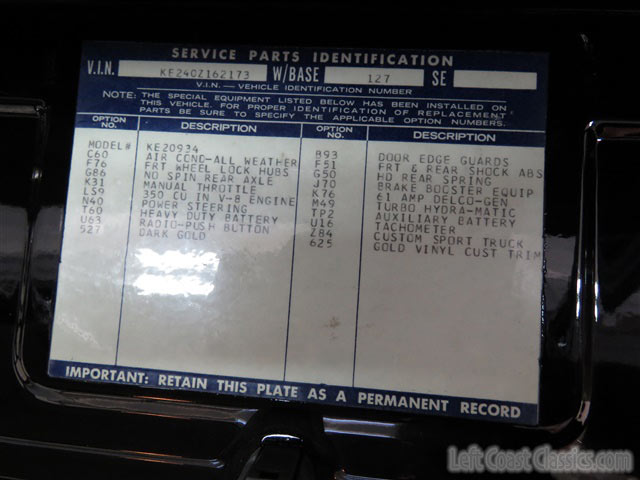 SERVICE PARTS IDENTIFICATION
V.I.N. KE240Z162173 W/BASE 127 SE
V.I.N. — VEHICLE IDENTIFICATION NUMBER
NOTE: THE SPECIAL EQUIPMENT LISTED BELOW HAS BEEN INSTALLED ON
THIS VEHICLE. FOR PROPER IDENTIFICATION OF REPLACEMENT
PARTS BE SURE TO SPECIFY THE APPLICABLE OPTION NUMBERS.
OPTION NO. DESCRIPTION OPTION NO. DESCRIPTION
MODEL# KE20934
C60 AIR COND-ALL WEATHER
F76 FRT WHEEL LOCK HUBS
G86 NO SPIN REAR AXLE
K31 MANUAL THROTTLE
LS9 350 CU IN V-8 ENGINE
N40 POWER STEERING
T60 HEAVY DUTY BATTERY
U63 RADIO-PUSH BUTTON
527 DARK GOLD
B93 DOOR EDGE GUARDS
F51 FRT & REAR SHOCK ABS
G50 HD REAR SPRING
J70 BRAKE BOOSTER EQUIP
K76 61 AMP DELCO-GEN
M49 TURBO HYDRA-MATIC
TP2 AUXILIARY BATTERY
U16 TACHOMETER
Z84 CUSTOM SPORT TRUCK
625 GOLD VINYL CUST TRIM
IMPORTANT: RETAIN THIS PLATE AS A PERMANENT RECORD
Left Coast Classics.com